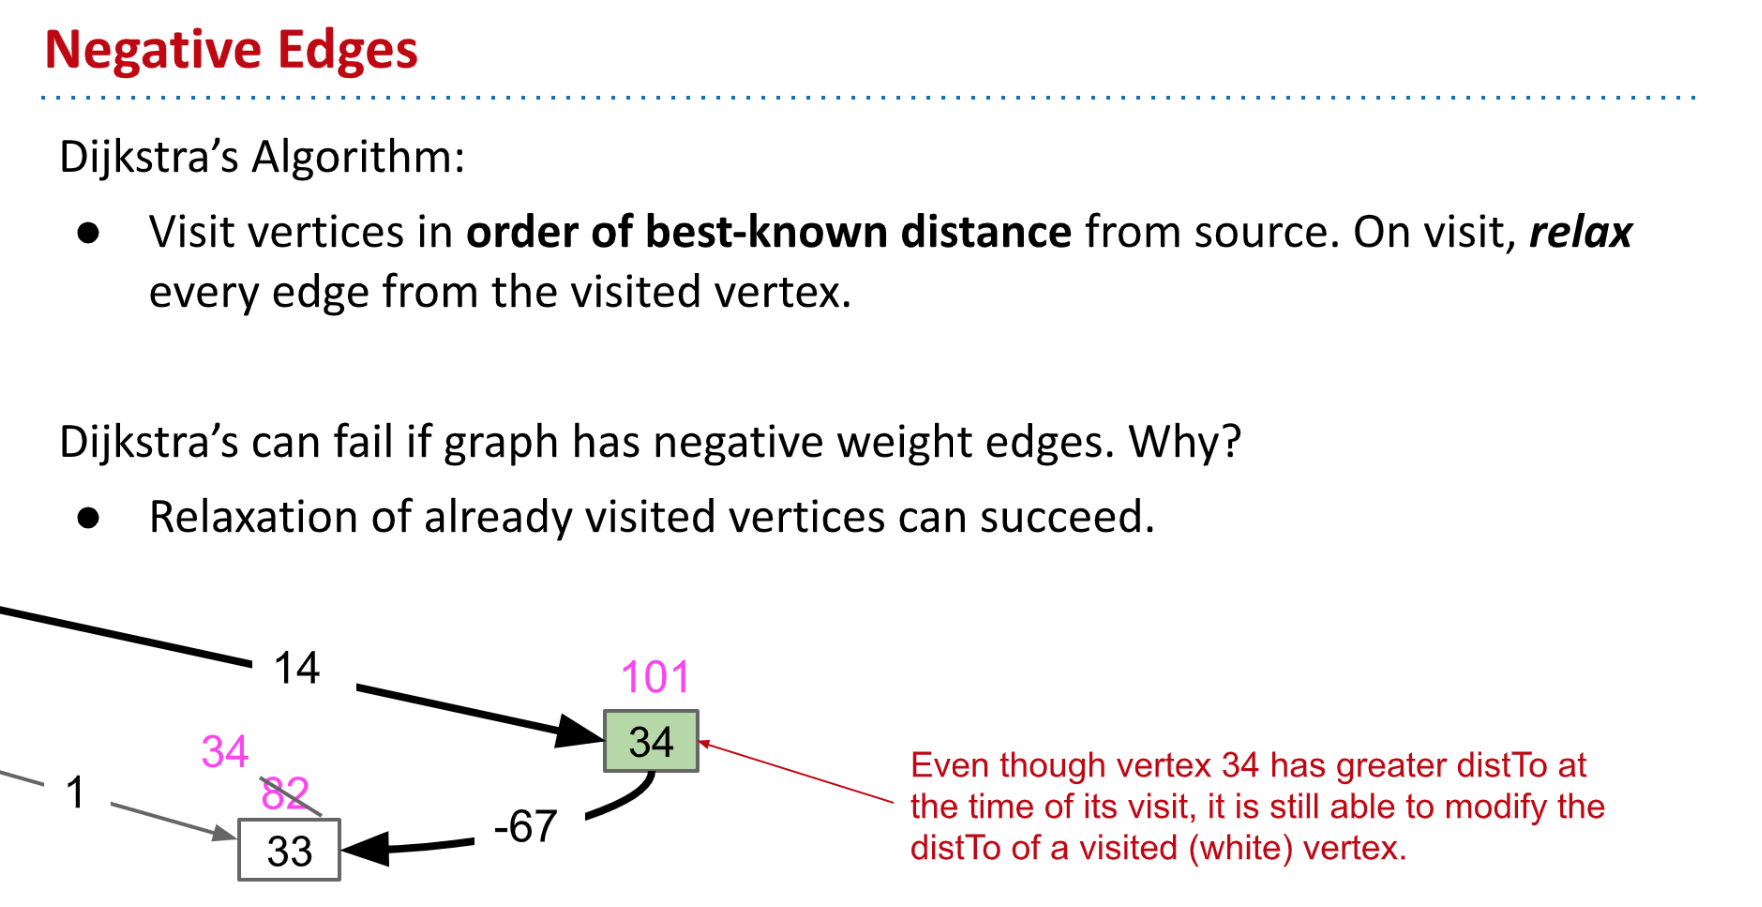 Negative Edges
Dijkstra’s Algorithm:
● Visit vertices in order of best-known distance from source. On visit, relax
every edge from the visited vertex.
Dijkstra’s can fail if graph has negative weight edges. Why?
● Relaxation of already visited vertices can succeed.
14
101
34
34
82
1
33
-67
Even though vertex 34 has greater distTo at
the time of its visit, it is still able to modify the
distTo of a visited (white) vertex.